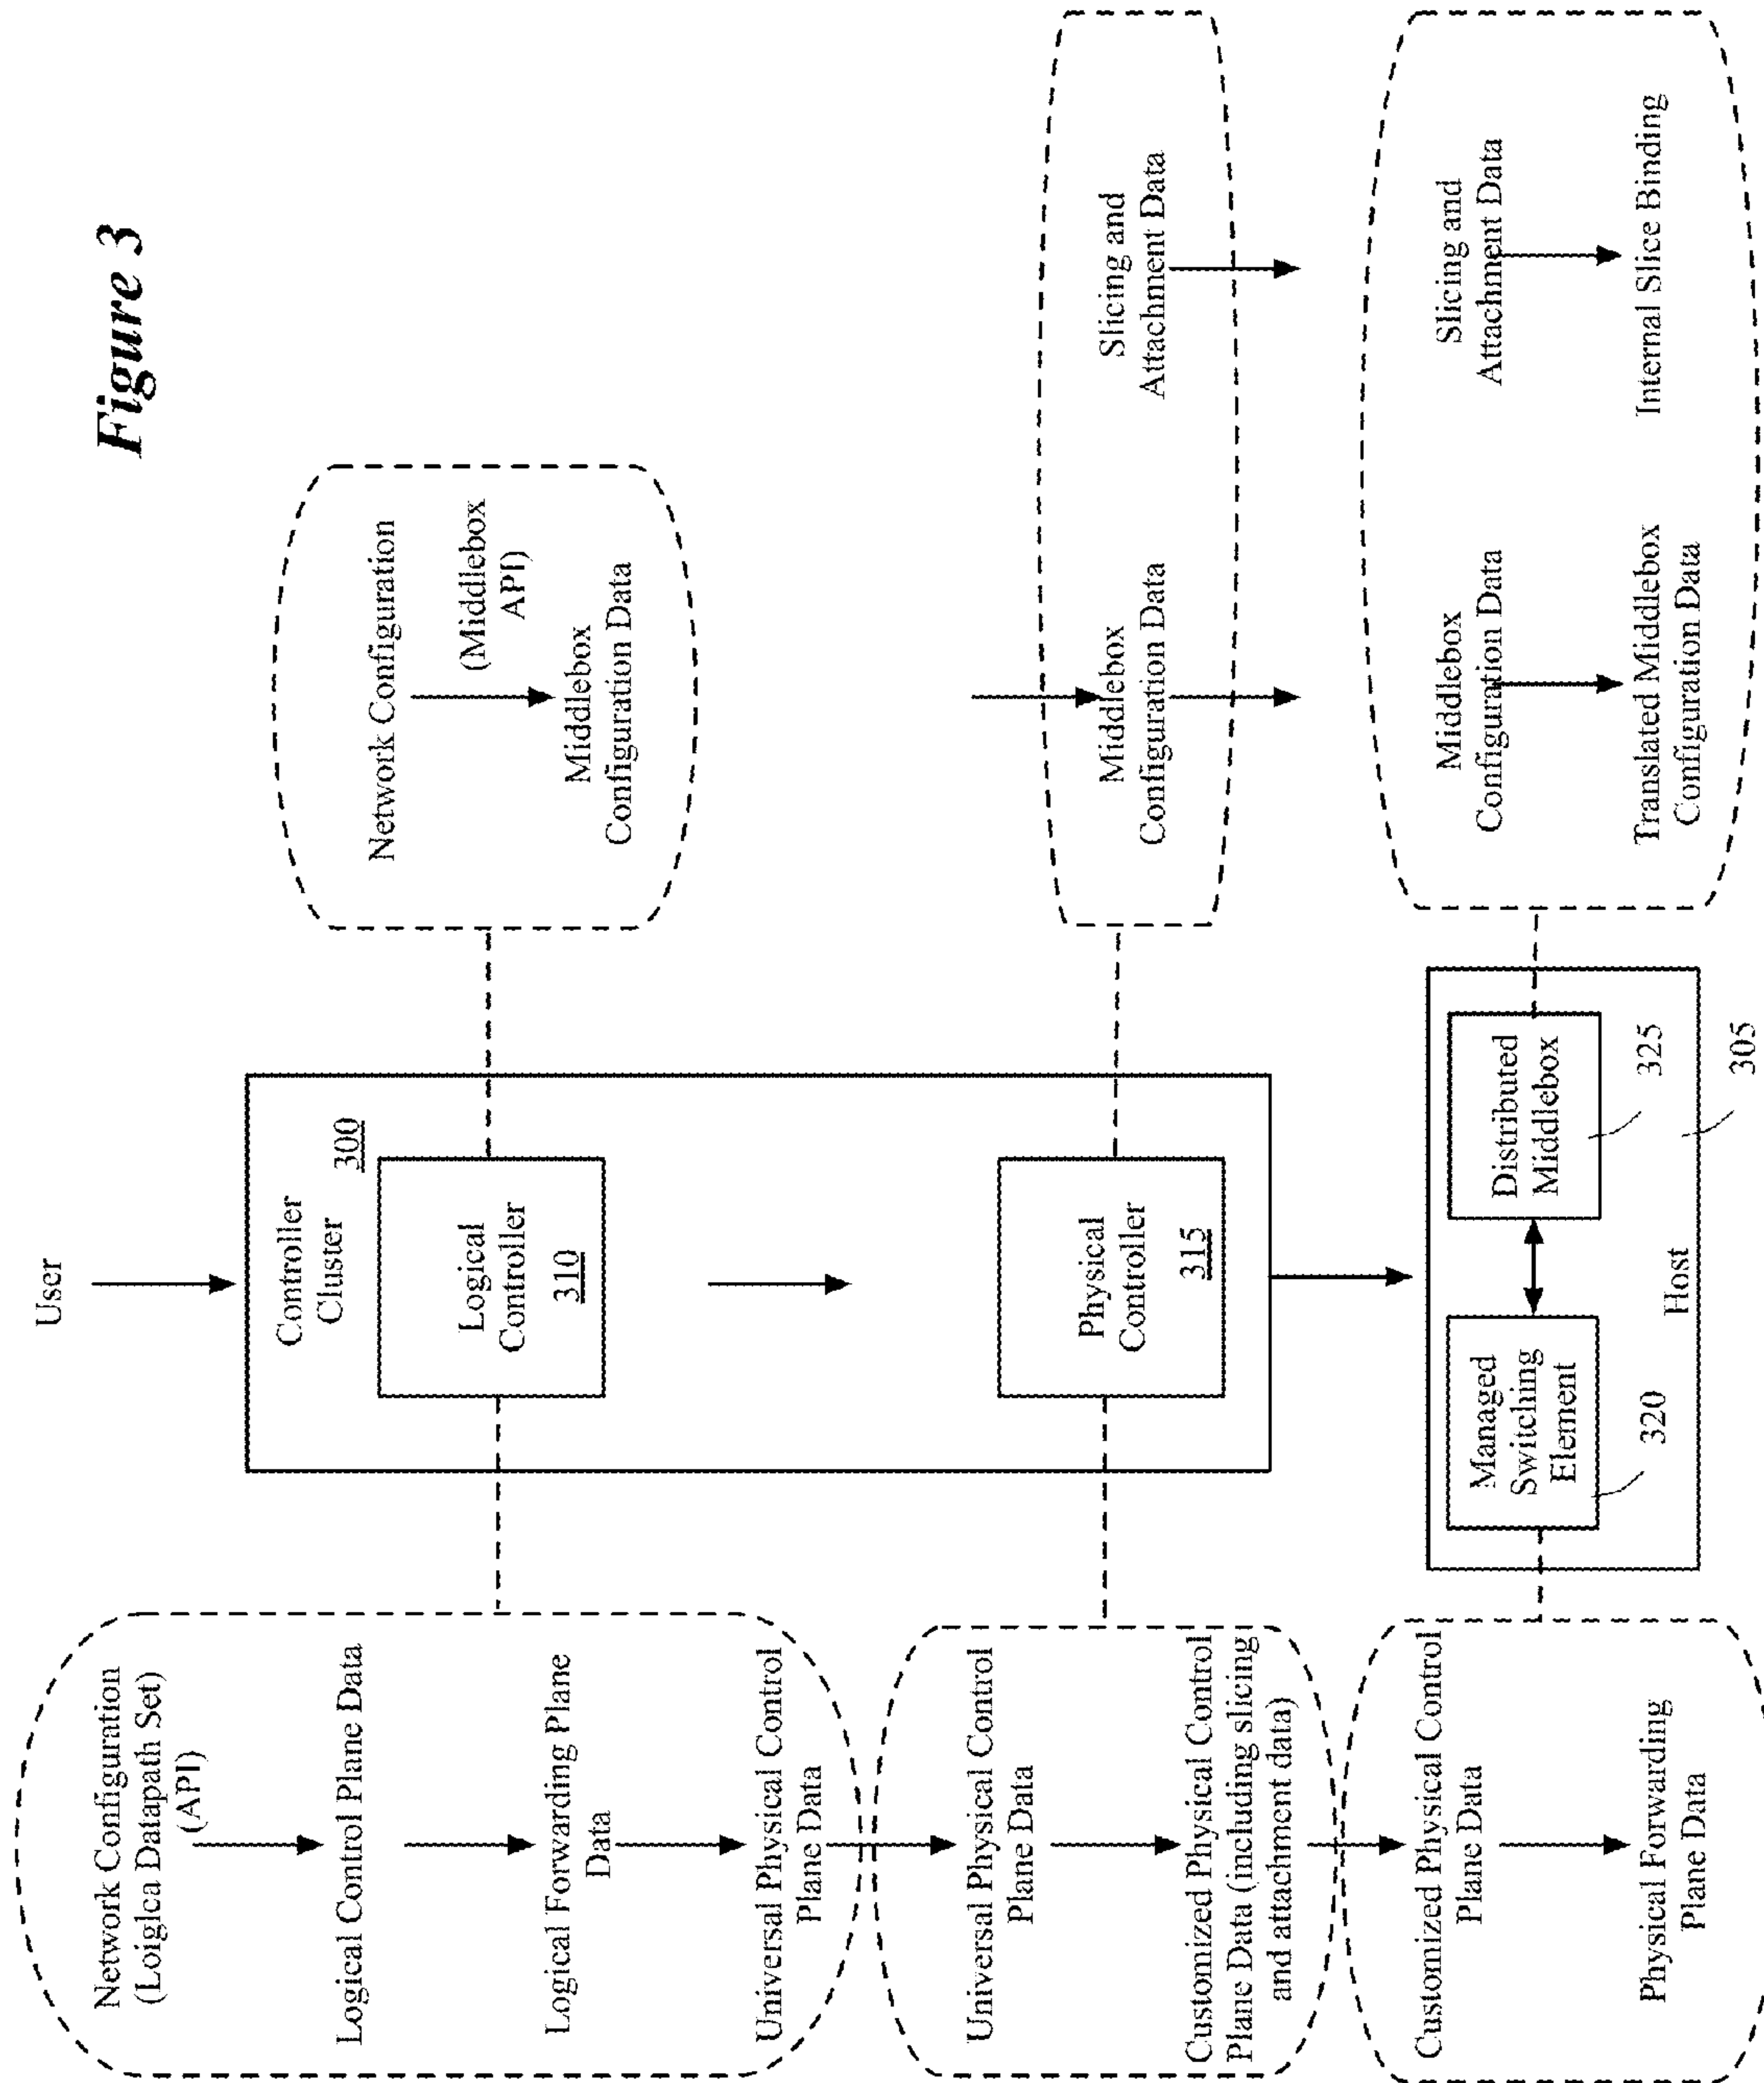 Figure 3
User
Network Configuration
(Loiglca Datapath Set)
(API)
Logical Control Plane Data
Logical Forwarding Plane
Data
Universal Physical Control
Plane Data
Controller
Cluster
300
Logical
Controller
310
Network Configuration
(Middlebox
API)
Middlebox
Configuration Data
Universal Physical Control
Plane Data
Customized Physical Control
Plane Data (including slicing
and attachment data)
Physical
Controller
315
Middlebox
Configuration Data
Slicing and
Attachment Data
Customized Physical Control
Plane Data
Physical Forwarding
Plane Data
Managed
Switching
Element
320
Distributed
Middlebox
325
Host
305
Middlebox
Configuration Data
Translated Middlebox
Configuration Data
Slicing and
Attachment Data
Internal Slice Binding